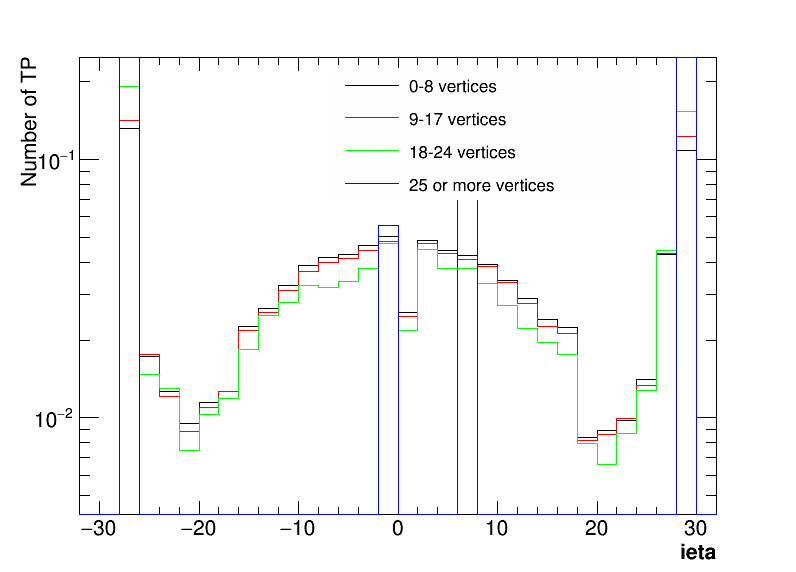 Number of TP
0-8 vertices
9-17 vertices
18-24 vertices
25 or more vertices
10⁻¹
10⁻²
−30 −20 −10 0 10 20 30
ieta